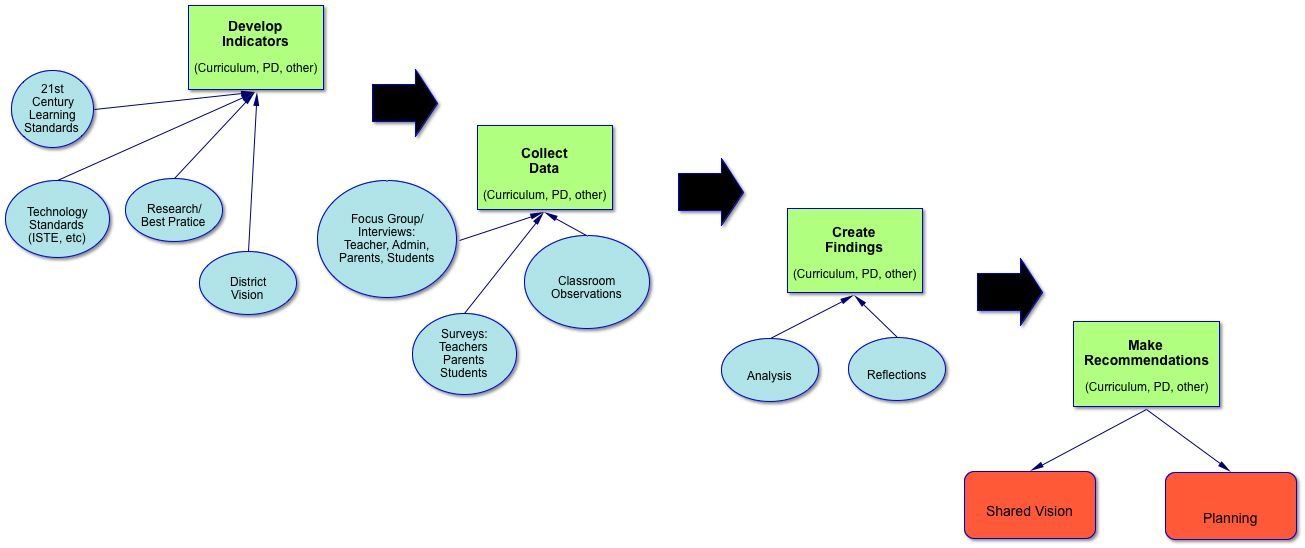 Develop
Indicators
(Curriculum, PD, other)
21st
Century
Learning
Standards
Technology
Standards
(ISTE, etc)
Research/
Best Pratice
District
Vision
Collect
Data
(Curriculum, PD, other)
Focus Group/
Interviews:
Teacher, Admin,
Parents, Students
Surveys:
Teachers
Parents
Students
Classroom
Observations
Create
Findings
(Curriculum, PD, other)
Analysis
Reflections
Make
Recommendations
(Curriculum, PD, other)
Shared Vision
Planning